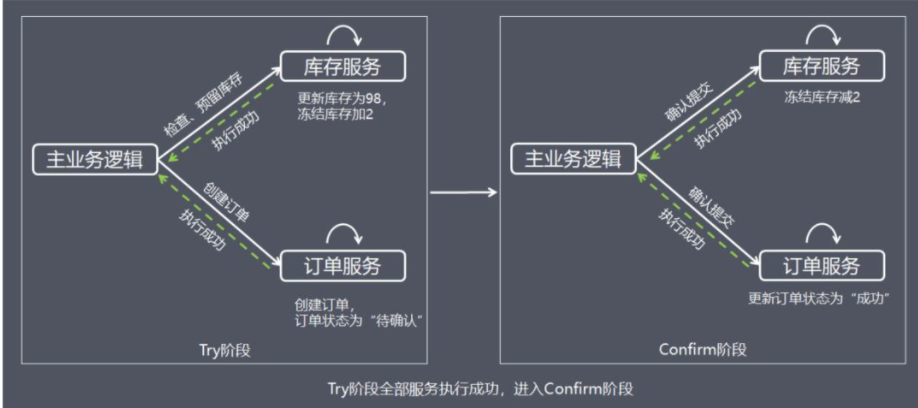 库存服务
更新库存为98，
冻结库存加2
检查、预留库存
执行成功
主业务逻辑
创建订单
执行成功
订单服务
创建订单，
订单状态为“待确认”
Try阶段
库存服务
冻结库存减2
确认提交
执行成功
主业务逻辑
确认提交
执行成功
订单服务
更新订单状态为“成功”
Confirm阶段
Try阶段全部服务执行成功，进入Confirm阶段